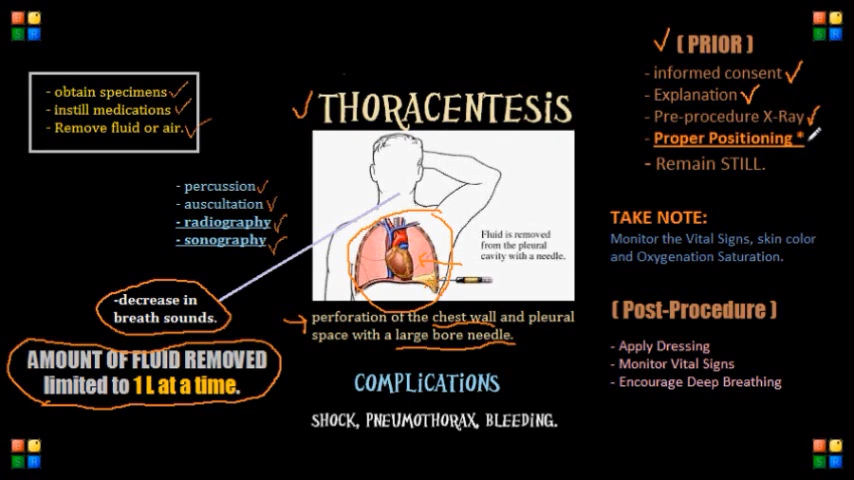 - obtain specimens
- instill medications
- Remove fluid or air.
THORACENTESIS
- percussion
- auscultation
- radiography
- sonography
Fluid is removed
from the pleural
cavity with a needle.
-decrease in
breath sounds.
perforation of the chest wall and pleural
space with a large bore needle.
AMOUNT OF FLUID REMOVED
limited to 1 L at a time.
COMPLICATIONS
SHOCK, PNEUMOTHORAX, BLEEDING.
( PRIOR )
- informed consent
- Explanation
- Pre-procedure X-Ray
- Proper Positioning *
- Remain STILL.
TAKE NOTE:
Monitor the Vital Signs, skin color
and Oxygenation Saturation.
( Post-Procedure )
- Apply Dressing
- Monitor Vital Signs
- Encourage Deep Breathing
B
S R
B
S R
B
S R
B
S R